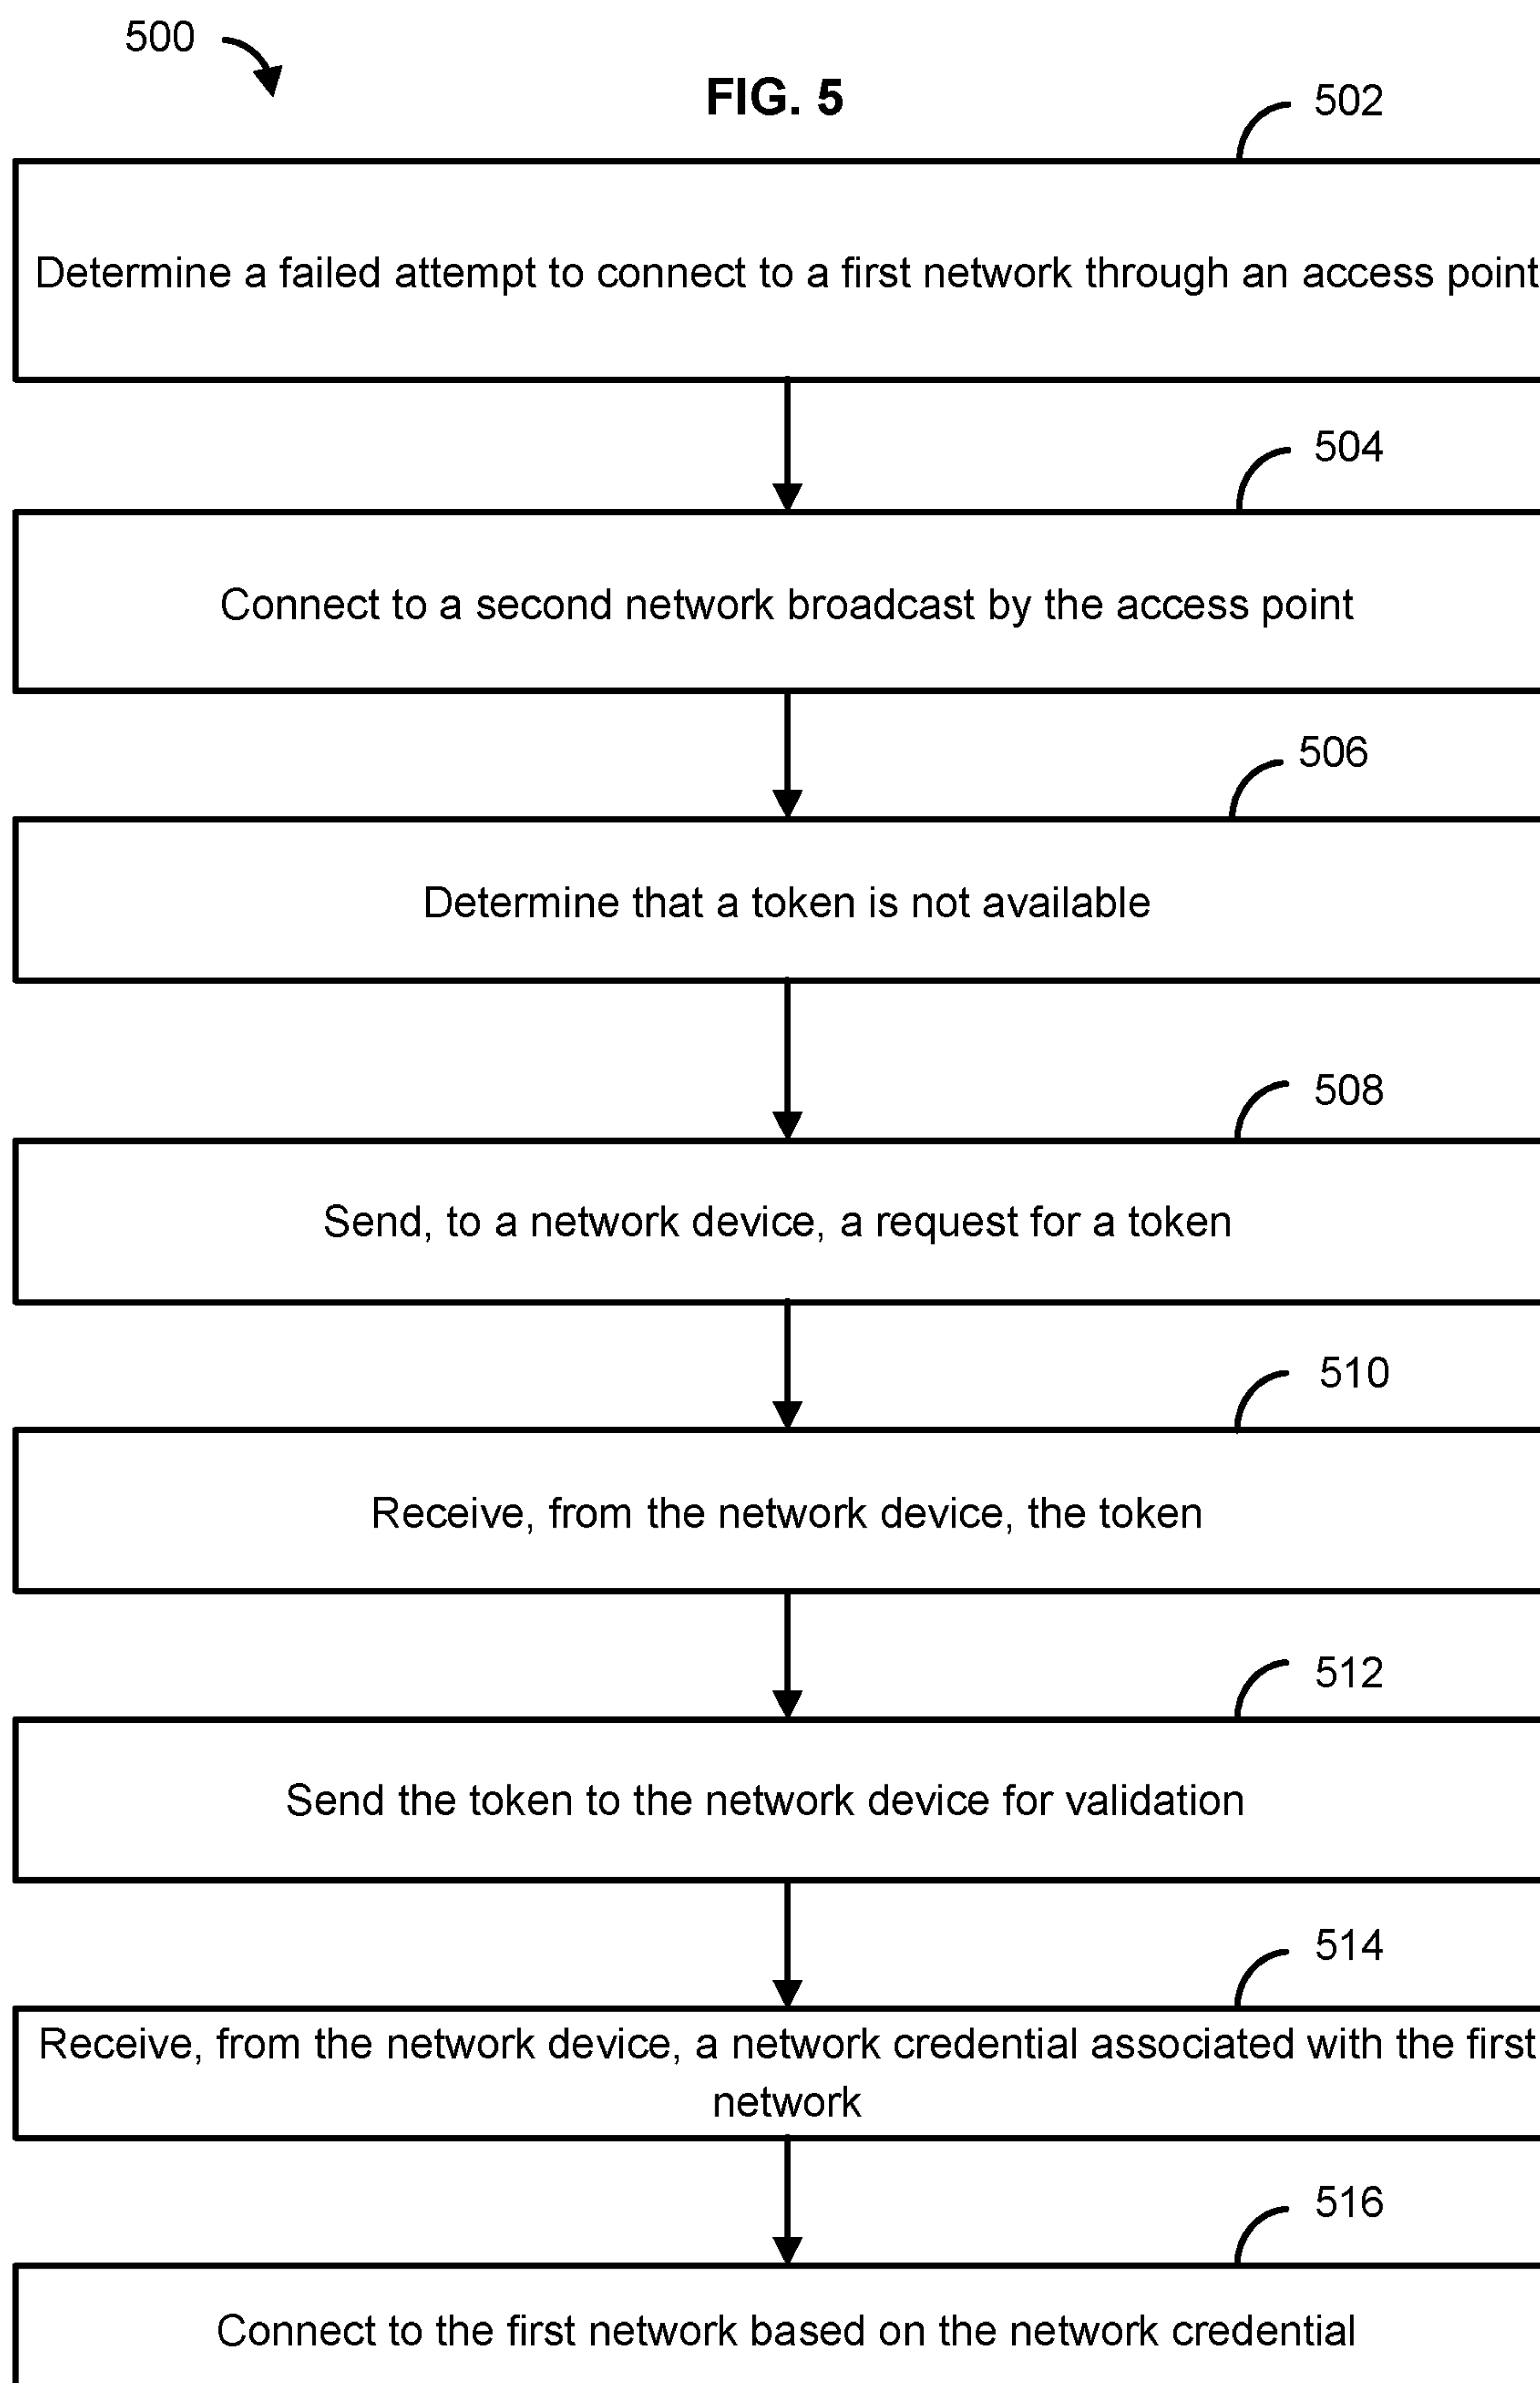 500
FIG. 5
502
Determine a failed attempt to connect to a first network through an access point
504
Connect to a second network broadcast by the access point
506
Determine that a token is not available
508
Send, to a network device, a request for a token
510
Receive, from the network device, the token
512
Send the token to the network device for validation
514
Receive, from the network device, a network credential associated with the first
network
516
Connect to the first network based on the network credential